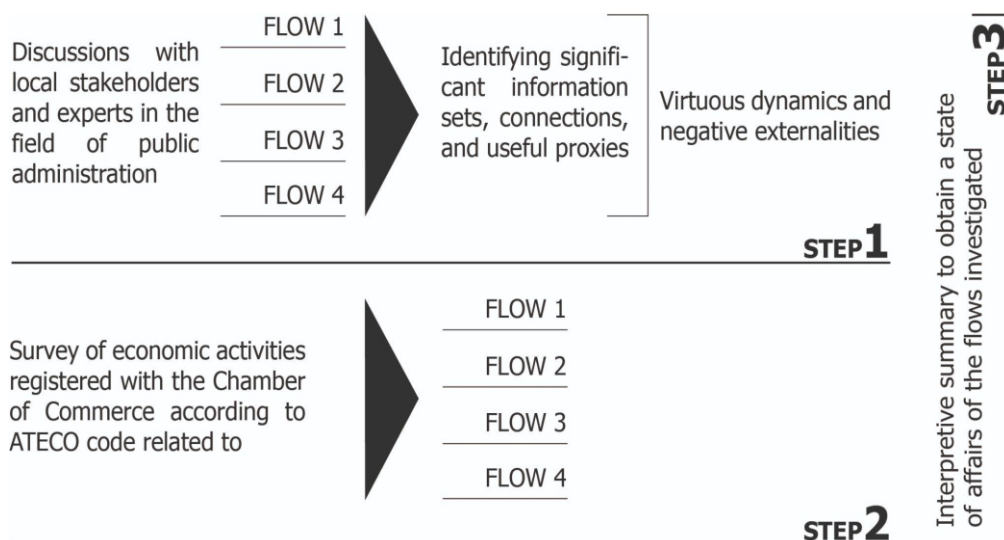 Discussions with
local stakeholders
and experts in the
field of public
administration
FLOW 1
FLOW 2
FLOW 3
FLOW 4
Identifying signifi-
cant information
sets, connections,
and useful proxies
Virtuous dynamics and
negative externalities
STEP1
Survey of economic activities
registered with the Chamber
of Commerce according to
ATECO code related to
FLOW 1
FLOW 2
FLOW 3
FLOW 4
STEP2
Interpretive summary to obtain a state
of affairs of the flows investigated
STEP3